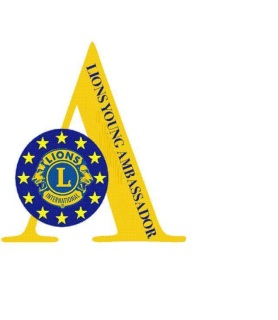 LIONS YOUNG AMBASSADOR
LIONS
L
INTERNATIONAL